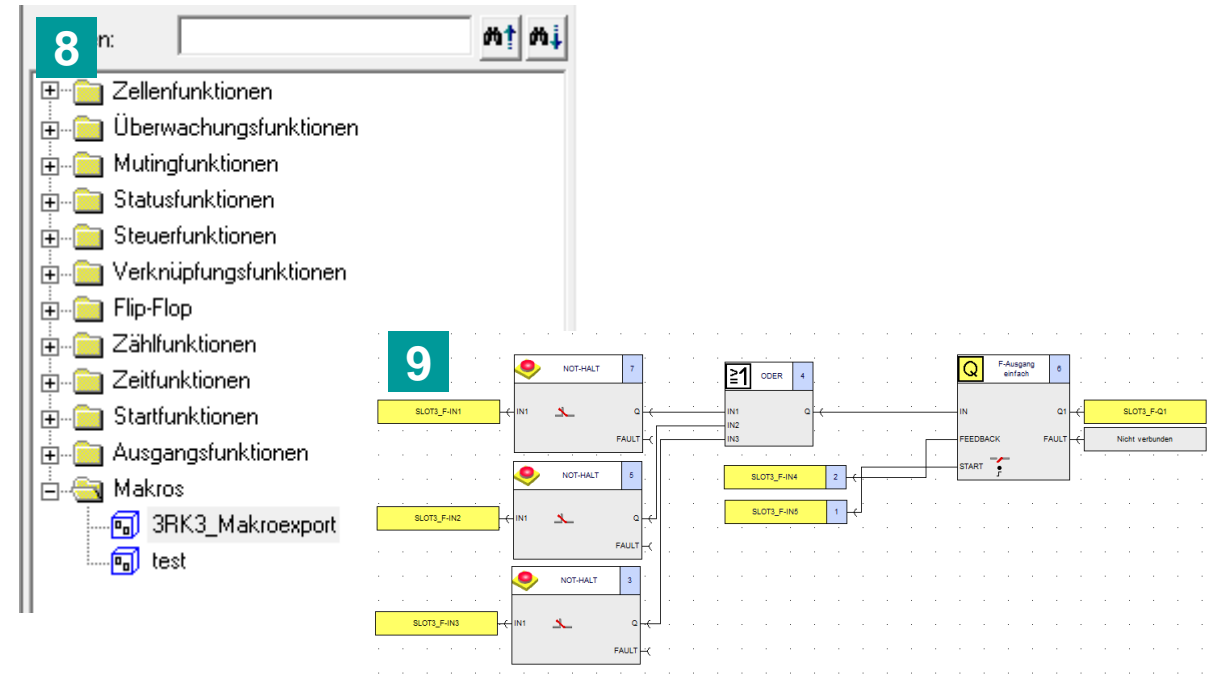 8
n:
Zellenfunktionen
Überwachungsfunktionen
Mutingfunktionen
Statusfunktionen
Steuerfunktionen
Verknüpfungsfunktionen
Flip-Flop
Zählfunktionen
Zeitfunktionen
Startfunktionen
Ausgangsfunktionen
Makros
3RK3_Makroexport
test
9
NOT-HALT 7
SLOT3_F-IN1 IN1 Q
FAULT
NOT-HALT 5
SLOT3_F-IN2 IN1 Q
FAULT
NOT-HALT 3
SLOT3_F-IN3 IN1 Q
FAULT
≥1 ODER 4
IN1 Q
IN2
IN3
SLOT3_F-IN4 2
SLOT3_F-IN5 1
Q F-Ausgang einfach 6
IN Q1 SLOT3_F-Q1
FEEDBACK FAULT Nicht verbunden
START